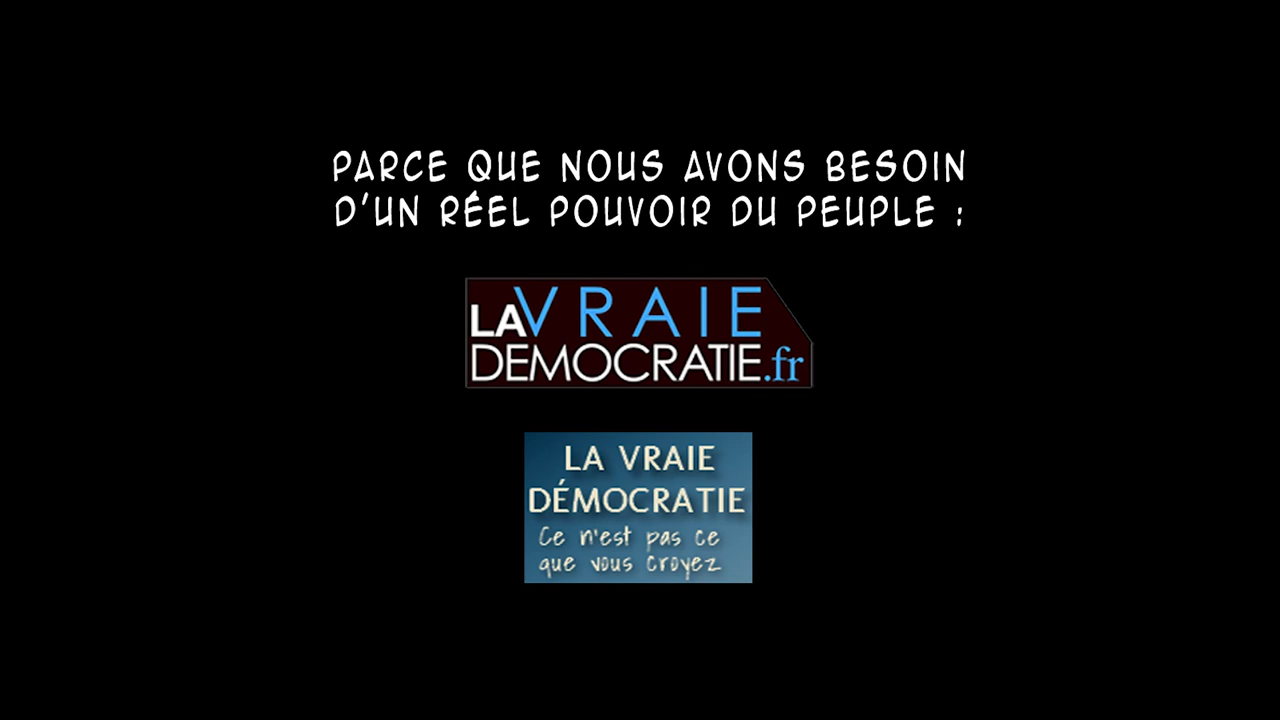 PARCE QUE NOUS AVONS BESOIN
D'UN RÉEL POUVOIR DU PEUPLE :
LA VRAIE
DEMOCRATIE.fr
LA VRAIE
DÉMOCRATIE
Ce n'est pas ce
que vous croyez